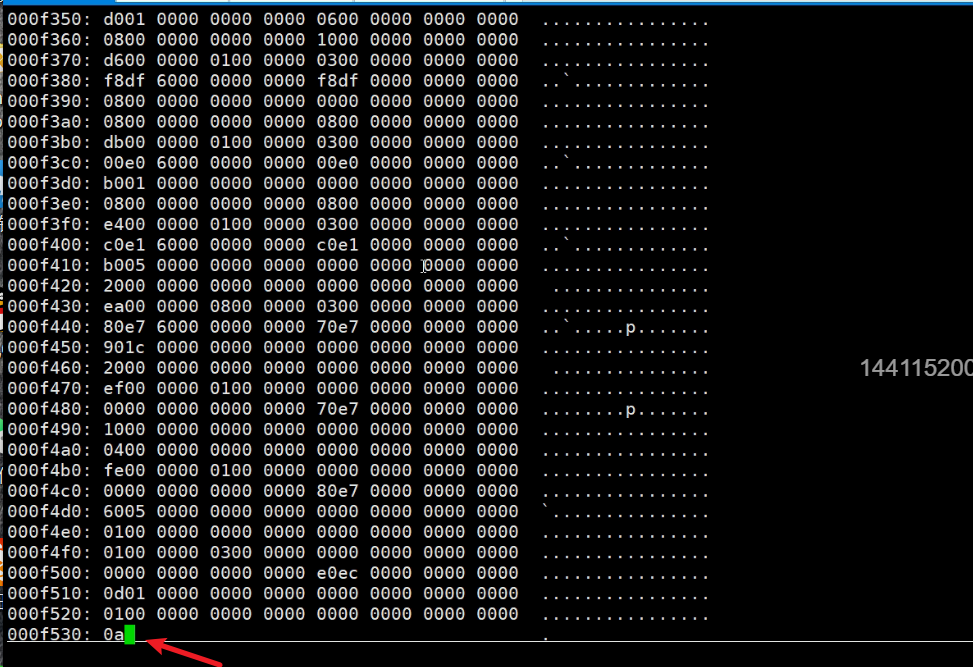 000f350: d001 0000 0000 0000 0600 0000 0000 0000  ................
000f360: 0800 0000 0000 0000 1000 0000 0000 0000  ................
000f370: d600 0000 0100 0000 0300 0000 0000 0000  ................
000f380: f8df 6000 0000 0000 f8df 0000 0000 0000  ..`.............
000f390: 0800 0000 0000 0000 0000 0000 0000 0000  ................
000f3a0: 0800 0000 0000 0000 0800 0000 0000 0000  ................
000f3b0: db00 0000 0100 0000 0300 0000 0000 0000  ................
000f3c0: 00e0 6000 0000 0000 00e0 0000 0000 0000  ..`.............
000f3d0: b001 0000 0000 0000 0000 0000 0000 0000  ................
000f3e0: 0800 0000 0000 0000 0800 0000 0000 0000  ................
000f3f0: e400 0000 0100 0000 0300 0000 0000 0000  ................
000f400: c0e1 6000 0000 0000 c0e1 0000 0000 0000  ..`.............
000f410: b005 0000 0000 0000 0000 0000 0000 0000  ................
000f420: 2000 0000 0000 0000 0000 0000 0000 0000   ...............
000f430: ea00 0000 0800 0000 0300 0000 0000 0000  ................
000f440: 80e7 6000 0000 0000 70e7 0000 0000 0000  ..`.....p.......
000f450: 901c 0000 0000 0000 0000 0000 0000 0000  ................
000f460: 2000 0000 0000 0000 0000 0000 0000 0000   ...............
000f470: ef00 0000 0100 0000 0000 0000 0000 0000  ................
000f480: 0000 0000 0000 0000 70e7 0000 0000 0000  ........p.......
000f490: 1000 0000 0000 0000 0000 0000 0000 0000  ................
000f4a0: 0400 0000 0000 0000 0000 0000 0000 0000  ................
000f4b0: fe00 0000 0100 0000 0000 0000 0000 0000  ................
000f4c0: 0000 0000 0000 0000 80e7 0000 0000 0000  ................
000f4d0: 6005 0000 0000 0000 0000 0000 0000 0000  `...............
000f4e0: 0100 0000 0000 0000 0000 0000 0000 0000  ................
000f4f0: 0100 0000 0300 0000 0000 0000 0000 0000  ................
000f500: 0000 0000 0000 0000 e0ec 0000 0000 0000  ................
000f510: 0d01 0000 0000 0000 0000 0000 0000 0000  ................
000f520: 0100 0000 0000 0000 0000 0000 0000 0000  ................
000f530: 0a  .
144115200